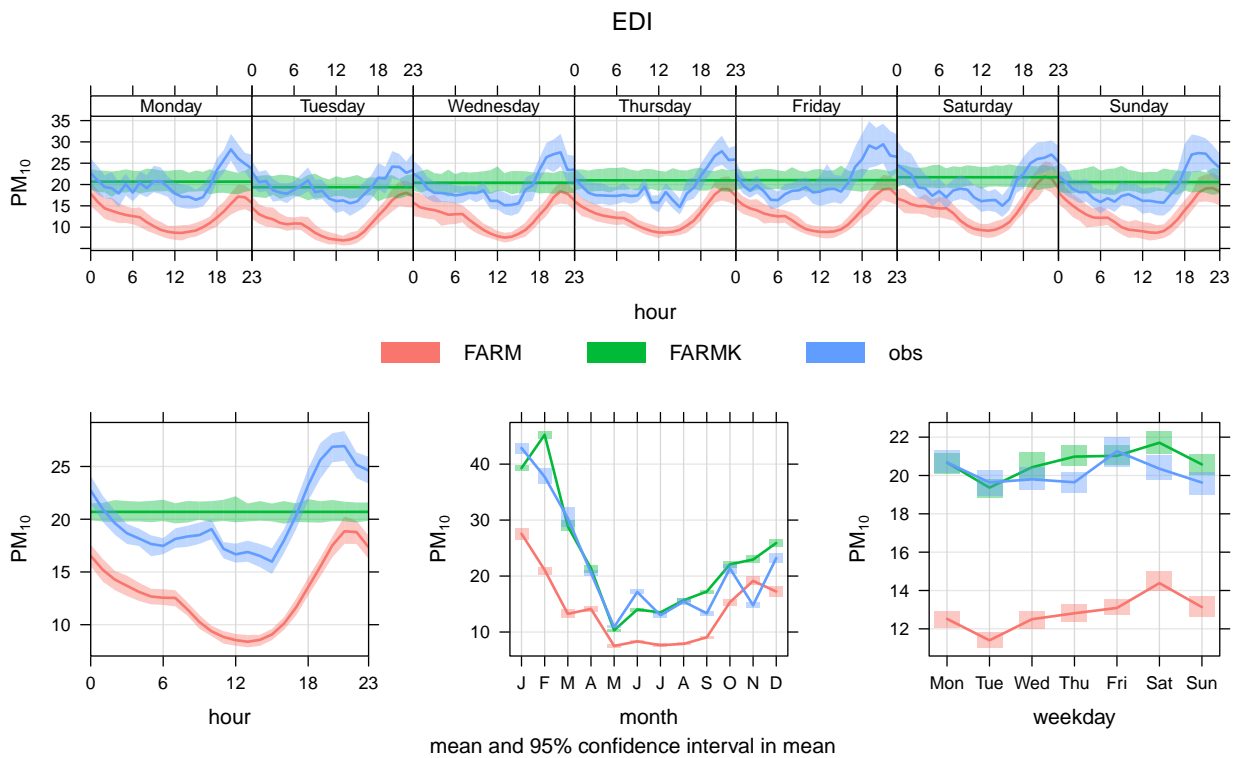 EDI
0 6 12 18 23 0 6 12 18 23 0 6 12 18 23
Monday Tuesday Wednesday Thursday Friday Saturday Sunday
35
30
25
20
15
10
PM10
0 6 12 18 23 0 6 12 18 23 0 6 12 18 23 0 6 12 18 23
hour
FARM FARMK obs
25
20
15
10
PM10
0 6 12 18 23
hour
40
30
20
10
PM10
J F M A M J J A S O N D
month
22
20
18
16
14
12
PM10
Mon Tue Wed Thu Fri Sat Sun
weekday
mean and 95% confidence interval in mean